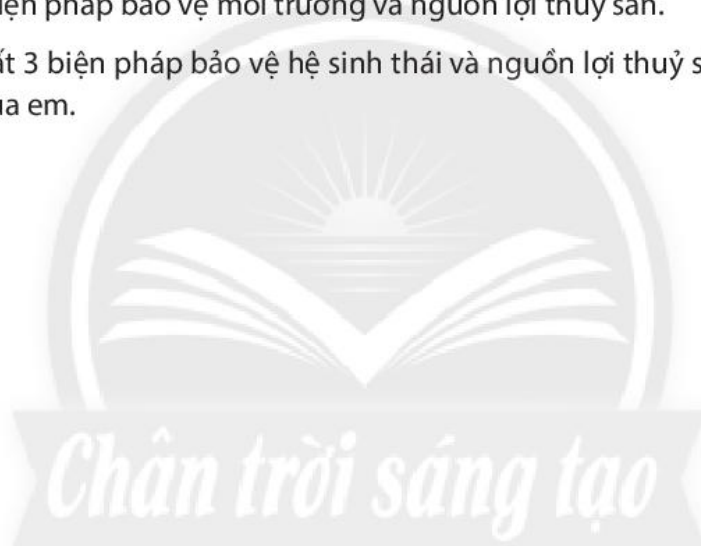 pháp bảo vệ môi trường và nguồn lợi thuỷ sản.
3 biện pháp bảo vệ hệ sinh thái và nguồn lợi thuỷ s
em.
Chân trời sáng tạo